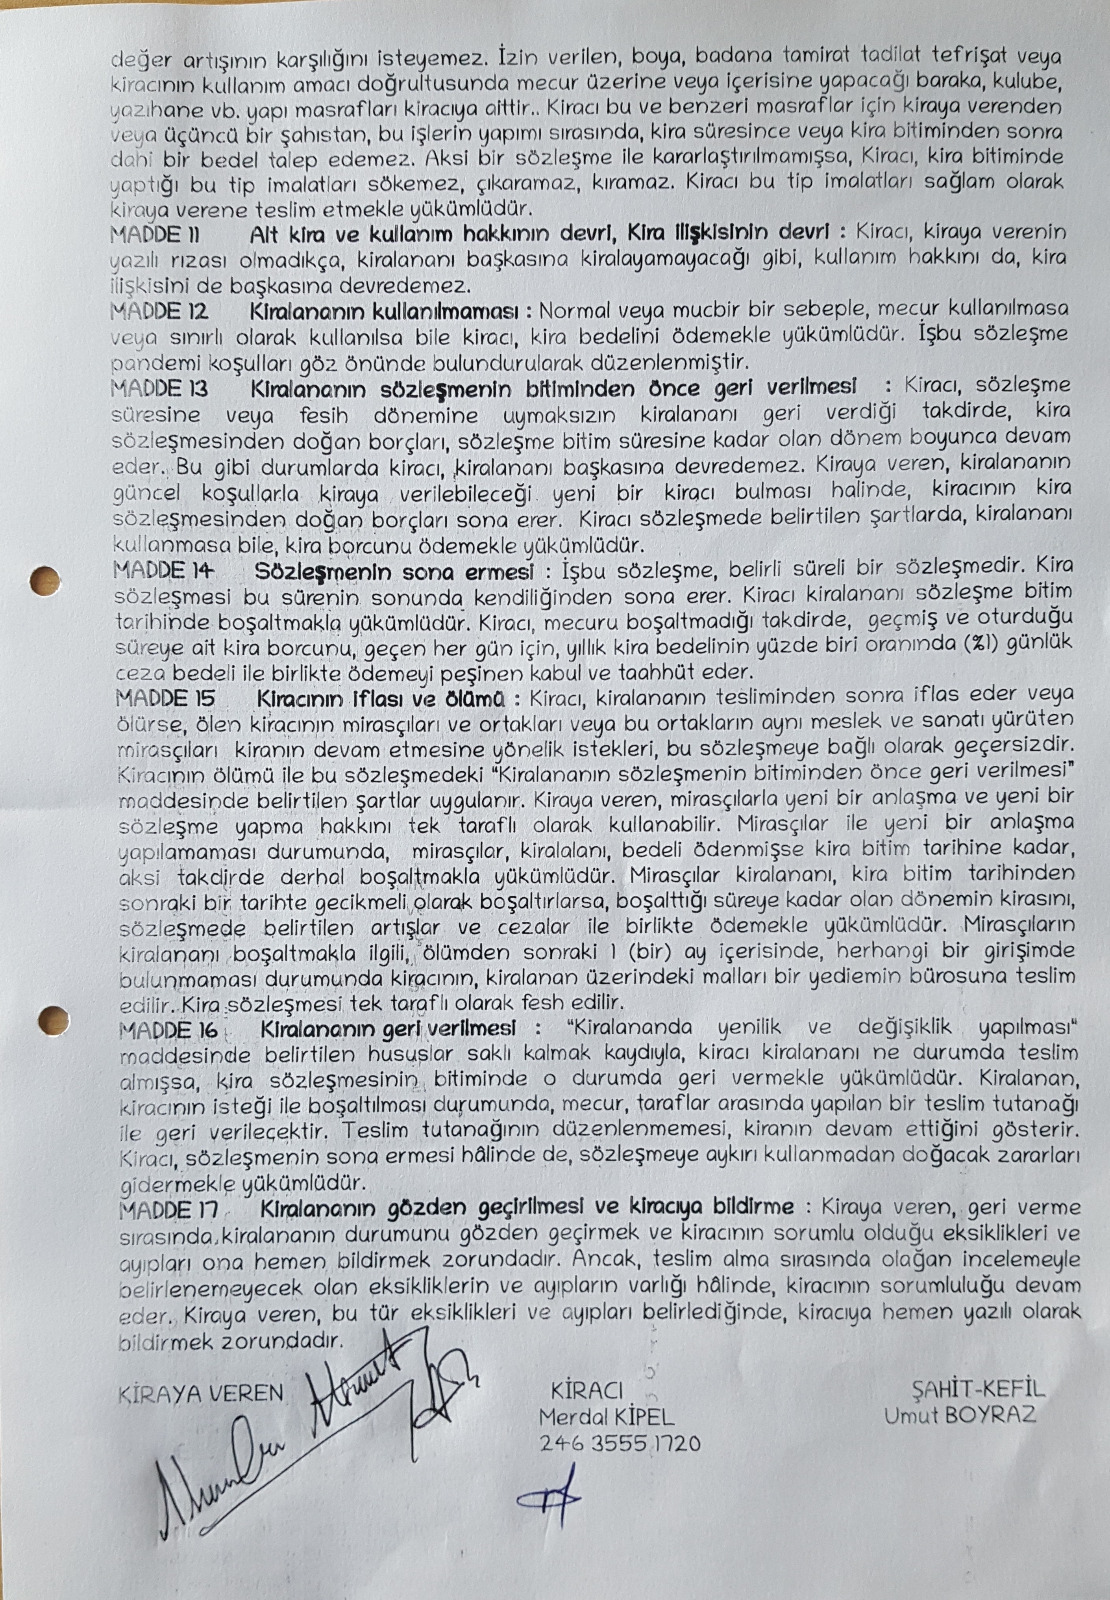 değer artışının karşılığını isteyemez. İzin verilen, boya, badana tamirat tadilat tefrişat veya
kiracının kullanım amacı doğrultusunda mecur üzerine veya içerisine yapacağı baraka, kulube,
yazıhane vb. yapı masrafları kiracıya aittir.. Kiracı bu ve benzeri masraflar için kiraya verenden
veya üçüncü bir şahıstan, bu işlerin yapımı sırasında, kira süresince veya kira bitiminden sonra
dahi bir bedel talep edemez. Aksi bir sözleşme ile kararlaştırılmamışsa, Kiracı, kira bitiminde
yaptığı bu tip imalatları sökemez, çıkaramaz, kıramaz. Kiracı bu tip imalatları sağlam olarak
kiraya verene teslim etmekle yükümlüdür.
MADDE 11 Alt kira ve kullanım hakkının devri, Kira ilişkisinin devri : Kiracı, kiraya verenin
yazılı rızası olmadıkça, kiralananı başkasına kiralayamayacağı gibi, kullanım hakkını da, kira
ilişkisini de başkasına devredemez.
MADDE 12 Kiralananın kullanılmaması : Normal veya mucbir bir sebeple, mecur kullanılmasa
veya sınırlı olarak kullanılsa bile kiracı, kira bedelini ödemekle yükümlüdür. İşbu sözleşme
pandemi koşulları göz önünde bulundurularak düzenlenmiştir.
MADDE 13 Kiralananın sözleşmenin bitiminden önce geri verilmesi : Kiracı, sözleşme
süresine veya fesih dönemine uymaksızın kiralananı geri verdiği takdirde, kira
sözleşmesinden doğan borçları, sözleşme bitim süresine kadar olan dönem boyunca devam
eder. Bu gibi durumlarda kiracı, kiralananı başkasına devredemez. Kiraya veren, kiralananın
güncel koşullarla kiraya verilebileceği yeni bir kiracı bulması halinde, kiracının kira
sözleşmesinden doğan borçları sona erer. Kiracı sözleşmede belirtilen şartlarda, kiralananı
kullanmasa bile, kira borcunu ödemekle yükümlüdür.
MADDE 14 Sözleşmenin sona ermesi : İşbu sözleşme, belirli süreli bir sözleşmedir. Kira
sözleşmesi bu sürenin sonunda kendiliğinden sona erer. Kiracı kiralananı sözleşme bitim
tarihinde boşaltmakla yükümlüdür. Kiracı, mecuru boşaltmadığı takdirde, geçmiş ve oturduğu
süreye ait kira borcunu, geçen her gün için, yıllık kira bedelinin yüzde biri oranında (%1) günlük
ceza bedeli ile birlikte ödemeyi peşinen kabul ve taahhüt eder.
MADDE 15 Kiracının iflası ve ölümü : Kiracı, kiralananın tesliminden sonra iflas eder veya
ölürse, ölen kiracının mirasçıları ve ortakları veya bu ortakların aynı meslek ve sanatı yürüten
mirasçıları kiranın devam etmesine yönelik istekleri, bu sözleşmeye bağlı olarak geçersizdir.
Kiracının ölümü ile bu sözleşmedeki "Kiralananın sözleşmenin bitiminden önce geri verilmesi"
maddesinde belirtilen şartlar uygulanır. Kiraya veren, mirasçılarla yeni bir anlaşma ve yeni bir
sözleşme yapma hakkını tek taraflı olarak kullanabilir. Mirasçılar ile yeni bir anlaşma
yapılamaması durumunda, mirasçılar, kiralalanı, bedeli ödenmişse kira bitim tarihine kadar,
aksi takdirde derhal boşaltmakla yükümlüdür. Mirasçılar kiralananı, kira bitim tarihinden
sonraki bir tarihte gecikmeli olarak boşaltırlarsa, boşalttığı süreye kadar olan dönemin kirasını,
sözleşmede belirtilen artışlar ve cezalar ile birlikte ödemekle yükümlüdür. Mirasçıların
kiralananı boşaltmakla ilgili, ölümden sonraki 1 (bir) ay içerisinde, herhangi bir girişimde
bulunmaması durumunda kiracının, kiralanan üzerindeki malları bir yediemin bürosuna teslim
edilir. Kira sözleşmesi tek taraflı olarak fesh edilir.
MADDE 16 Kiralananın geri verilmesi : "Kiralananda yenilik ve değişiklik yapılması"
maddesinde belirtilen hususlar saklı kalmak kaydıyla, kiracı kiralananı ne durumda teslim
almışsa, kira sözleşmesinin bitiminde o durumda geri vermekle yükümlüdür. Kiralanan,
kiracının isteği ile boşaltılması durumunda, mecur, taraflar arasında yapılan bir teslim tutanağı
ile geri verilecektir. Teslim tutanağının düzenlenmemesi, kiranın devam ettiğini gösterir.
Kiracı, sözleşmenin sona ermesi hâlinde de, sözleşmeye aykırı kullanmadan doğacak zararları
gidermekle yükümlüdür.
MADDE 17 Kiralananın gözden geçirilmesi ve kiracıya bildirme : Kiraya veren, geri verme
sırasında kiralananın durumunu gözden geçirmek ve kiracının sorumlu olduğu eksiklikleri ve
ayıpları ona hemen bildirmek zorundadır. Ancak, teslim alma sırasında olağan incelemeyle
belirlenemeyecek olan eksikliklerin ve ayıpların varlığı hâlinde, kiracının sorumluluğu devam
eder. Kiraya veren, bu tür eksiklikleri ve ayıpları belirlediğinde, kiracıya hemen yazılı olarak
bildirmek zorundadır.
KİRAYA VEREN KİRACI ŞAHİT-KEFİL
Merdal KİPEL Umut BOYRAZ
246 3555 1720